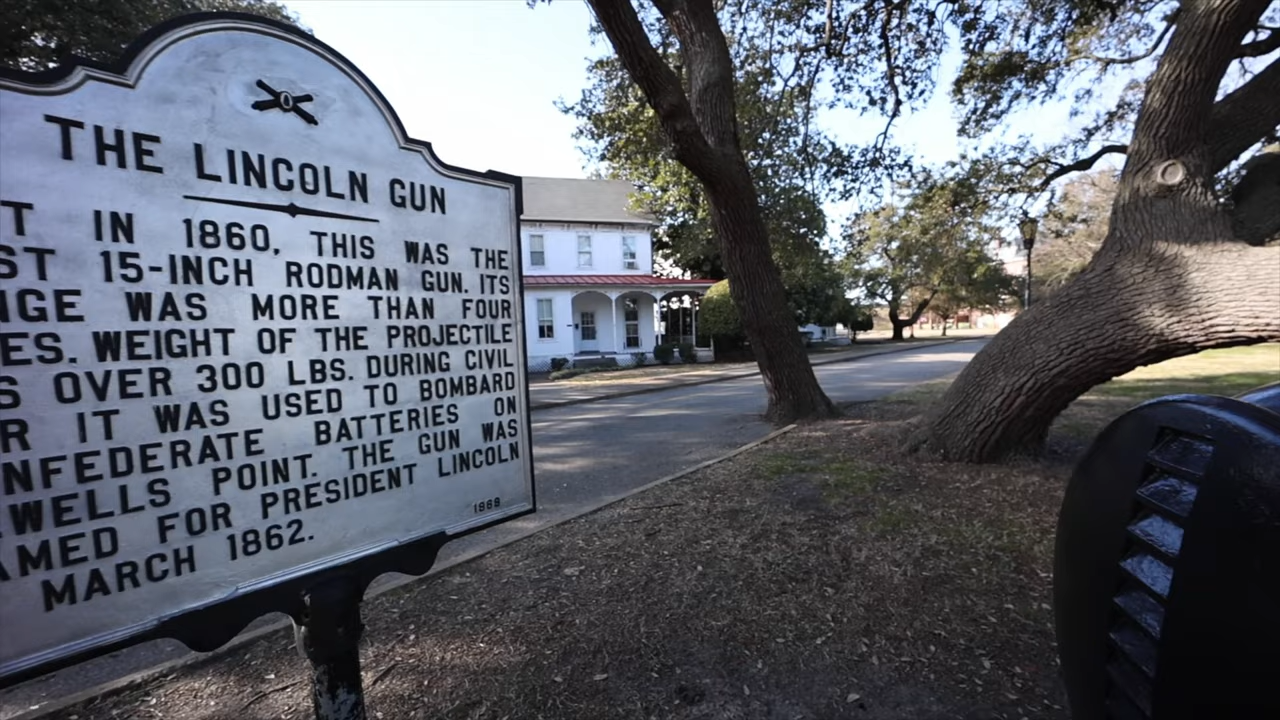 THE LINCOLN GUN
T IN 1860, THIS WAS THE
ST 15-INCH RODMAN GUN. ITS
NGE WAS MORE THAN FOUR
ES. WEIGHT OF THE PROJECTILE
S OVER 300 LBS. DURING CIVIL
R IT WAS USED TO BOMBARD
NFEDERATE BATTERIES ON
WELLS POINT. THE GUN WAS
AMED FOR PRESIDENT LINCOLN
MARCH 1862.
1969